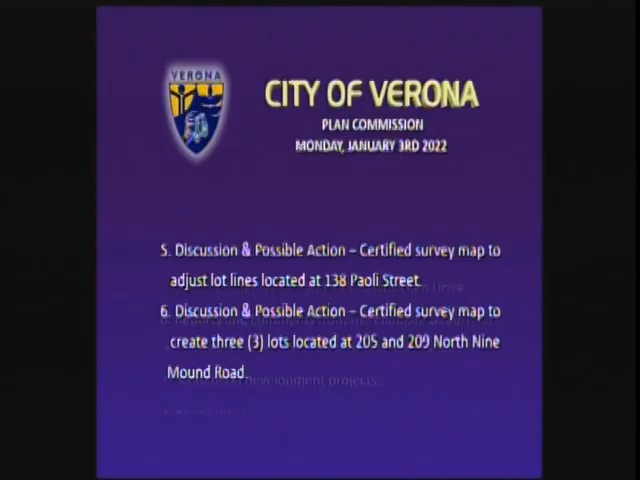 VERONA
CITY OF VERONA
PLAN COMMISSION
MONDAY, JANUARY 3RD 2022
5. Discussion & Possible Action – Certified survey map to
adjust lot lines located at 138 Paoli Street.
6. Discussion & Possible Action – Certified survey map to
create three (3) lots located at 205 and 209 North Nine
Mound Road.
development projects.